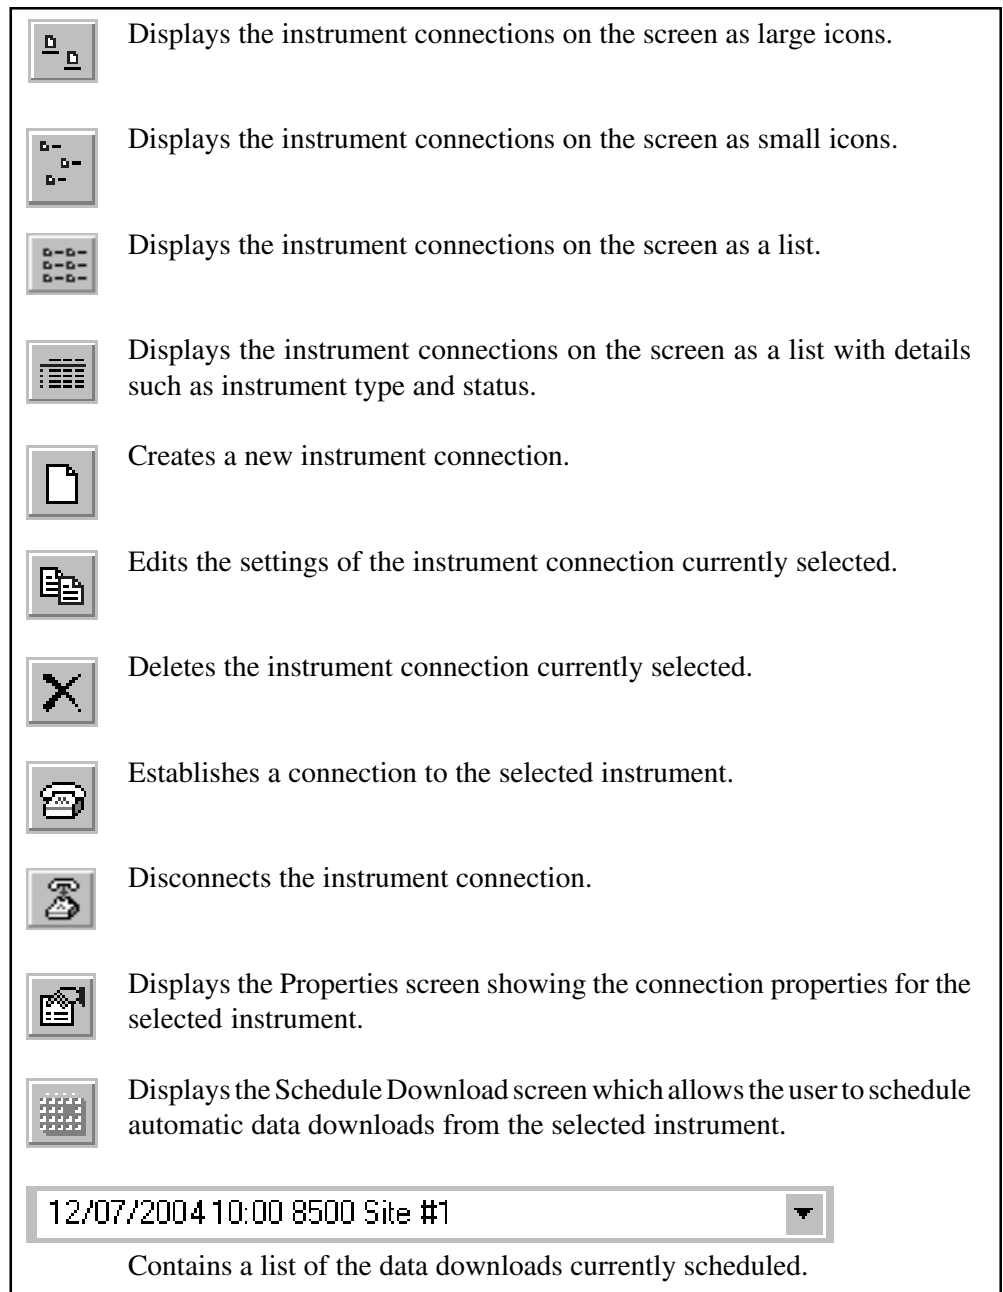 Displays the instrument connections on the screen as large icons.
Displays the instrument connections on the screen as small icons.
Displays the instrument connections on the screen as a list.
Displays the instrument connections on the screen as a list with details
such as instrument type and status.
Creates a new instrument connection.
Edits the settings of the instrument connection currently selected.
Deletes the instrument connection currently selected.
Establishes a connection to the selected instrument.
Disconnects the instrument connection.
Displays the Properties screen showing the connection properties for the
selected instrument.
Displays the Schedule Download screen which allows the user to schedule
automatic data downloads from the selected instrument.
12/07/2004 10:00 8500 Site #1
Contains a list of the data downloads currently scheduled.